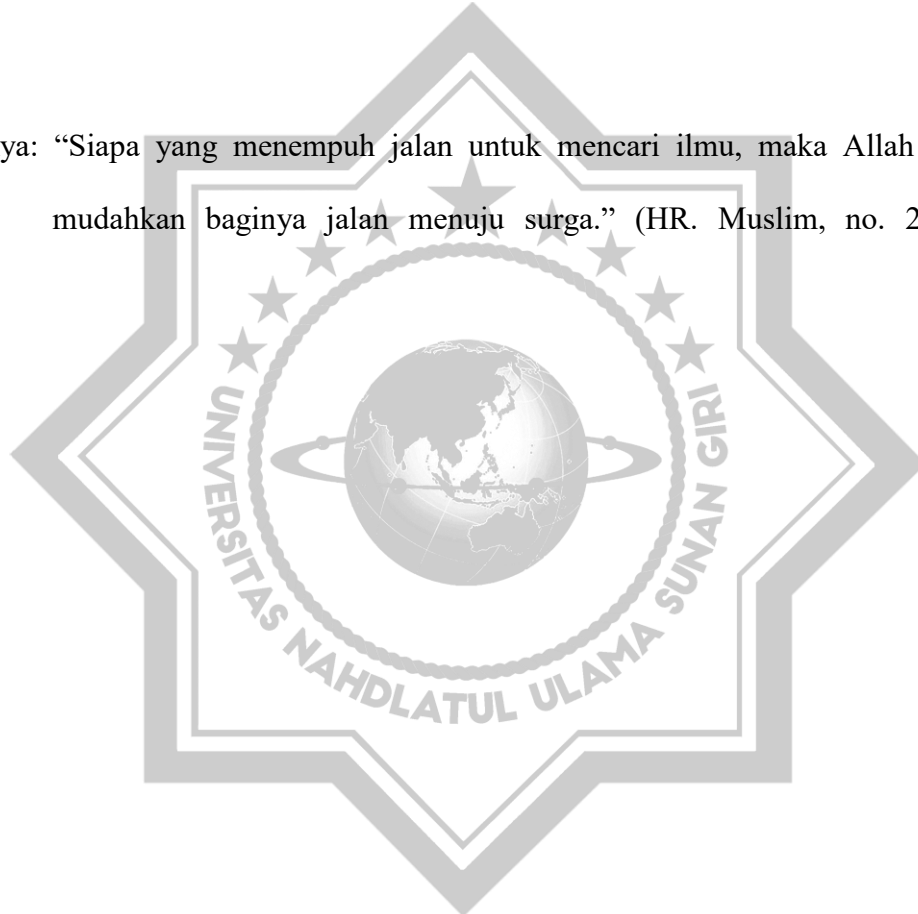 ya: “Siapa yang menempuh jalan untuk mencari ilmu, maka Allah
mudahkan baginya jalan menuju surga.” (HR. Muslim, no. 2
UNIVERSITAS NAHDLATUL ULAMA SUNAN GIRI